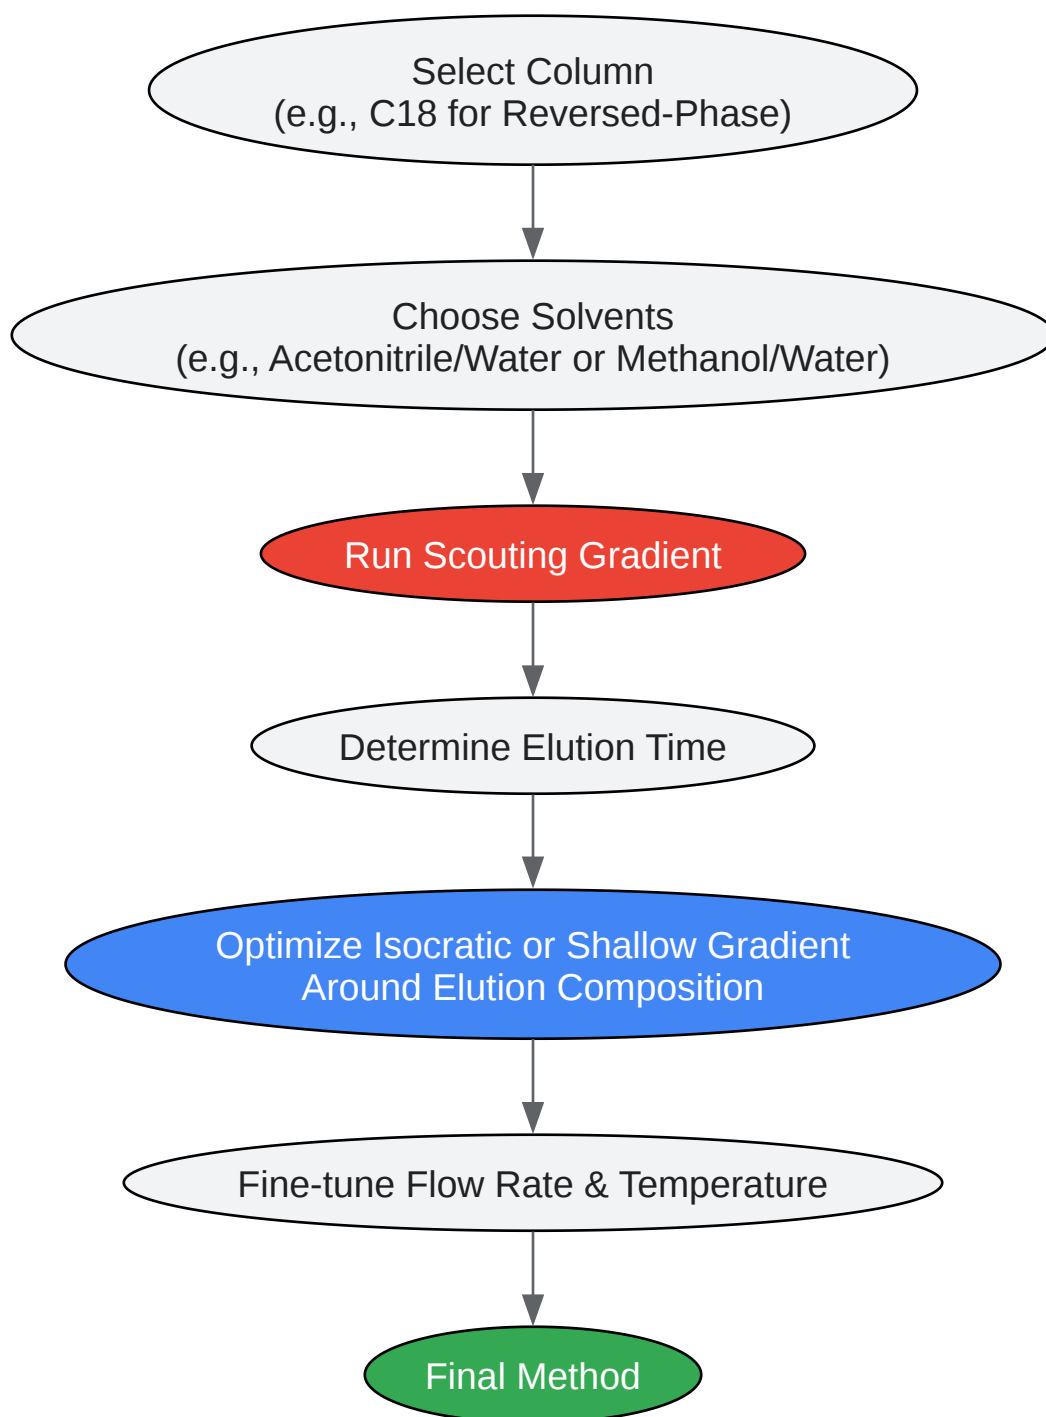 Select Column
(e.g., C18 for Reversed-Phase)
Choose Solvents
(e.g., Acetonitrile/Water or Methanol/Water)
Run Scouting Gradient
Determine Elution Time
Optimize Isocratic or Shallow Gradient
Around Elution Composition
Fine-tune Flow Rate & Temperature
Final Method